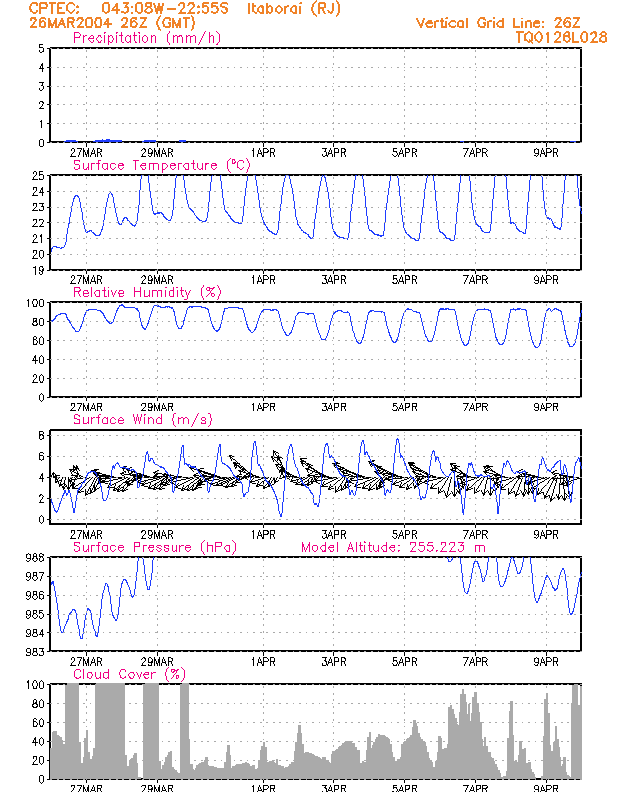 CPTEC: 043:08W-22:55S Itaboraí (RJ)
26MAR2004 26Z (GMT) Vertical Grid Line: 26Z
Precipitation (mm/h) TQ0126L028
5
4
3
2
1
0
27MAR 29MAR 1APR 3APR 5APR 7APR 9APR
Surface Temperature (°C)
25
24
23
22
21
20
19
27MAR 29MAR 1APR 3APR 5APR 7APR 9APR
Relative Humidity (%)
100
80
60
40
20
0
27MAR 29MAR 1APR 3APR 5APR 7APR 9APR
Surface Wind (m/s)
8
6
4
2
0
27MAR 29MAR 1APR 3APR 5APR 7APR 9APR
Surface Pressure (hPa) Model Altitude: 255.223 m
988
987
986
985
984
983
27MAR 29MAR 1APR 3APR 5APR 7APR 9APR
Cloud Cover (%)
100
80
60
40
20
0
27MAR 29MAR 1APR 3APR 5APR 7APR 9APR